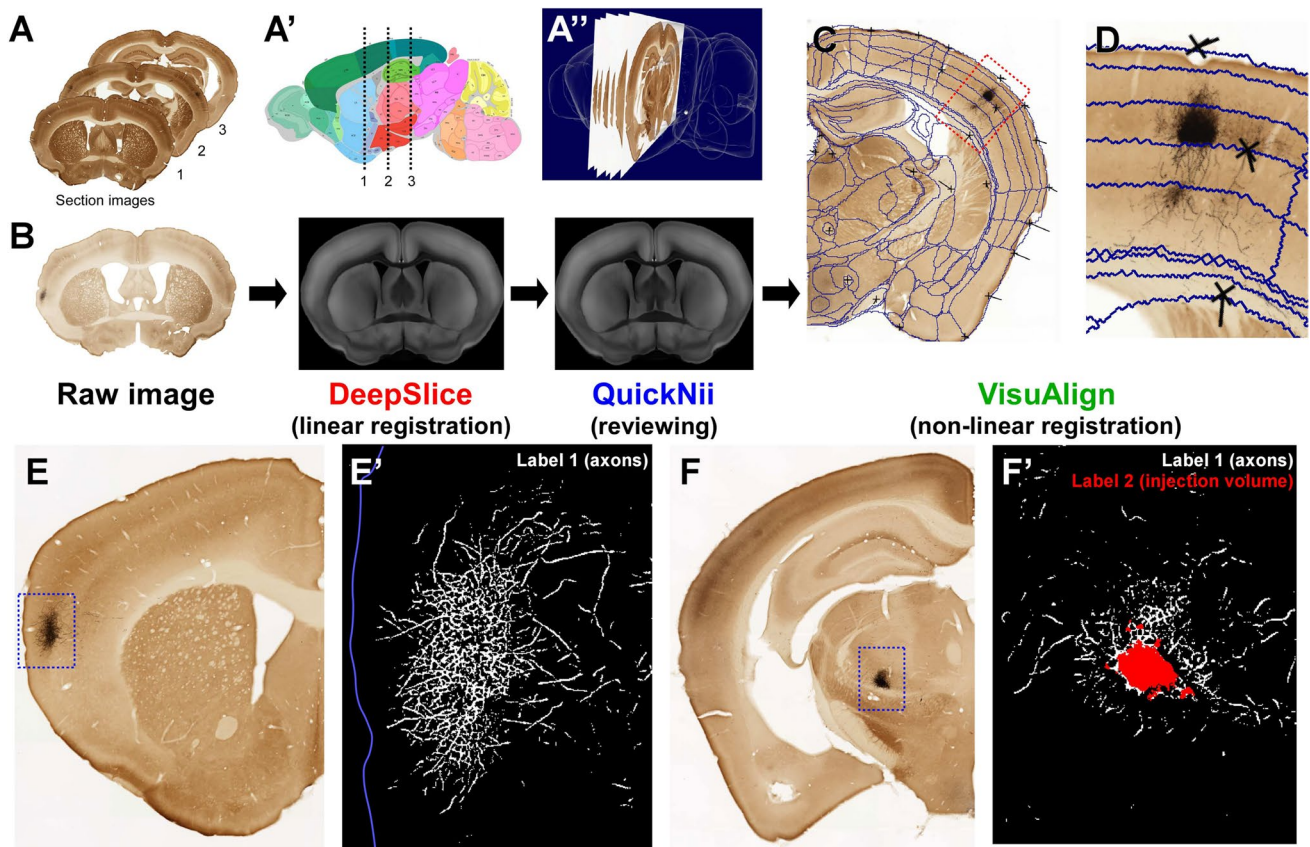 A
A’
A’’
C
D
3
2
1
Section images
1
2
3
B
Raw image
DeepSlice
(linear registration)
QuickNii
(reviewing)
VisuAlign
(non-linear registration)
E
E’
Label 1 (axons)
F
F’
Label 1 (axons)
Label 2 (injection volume)